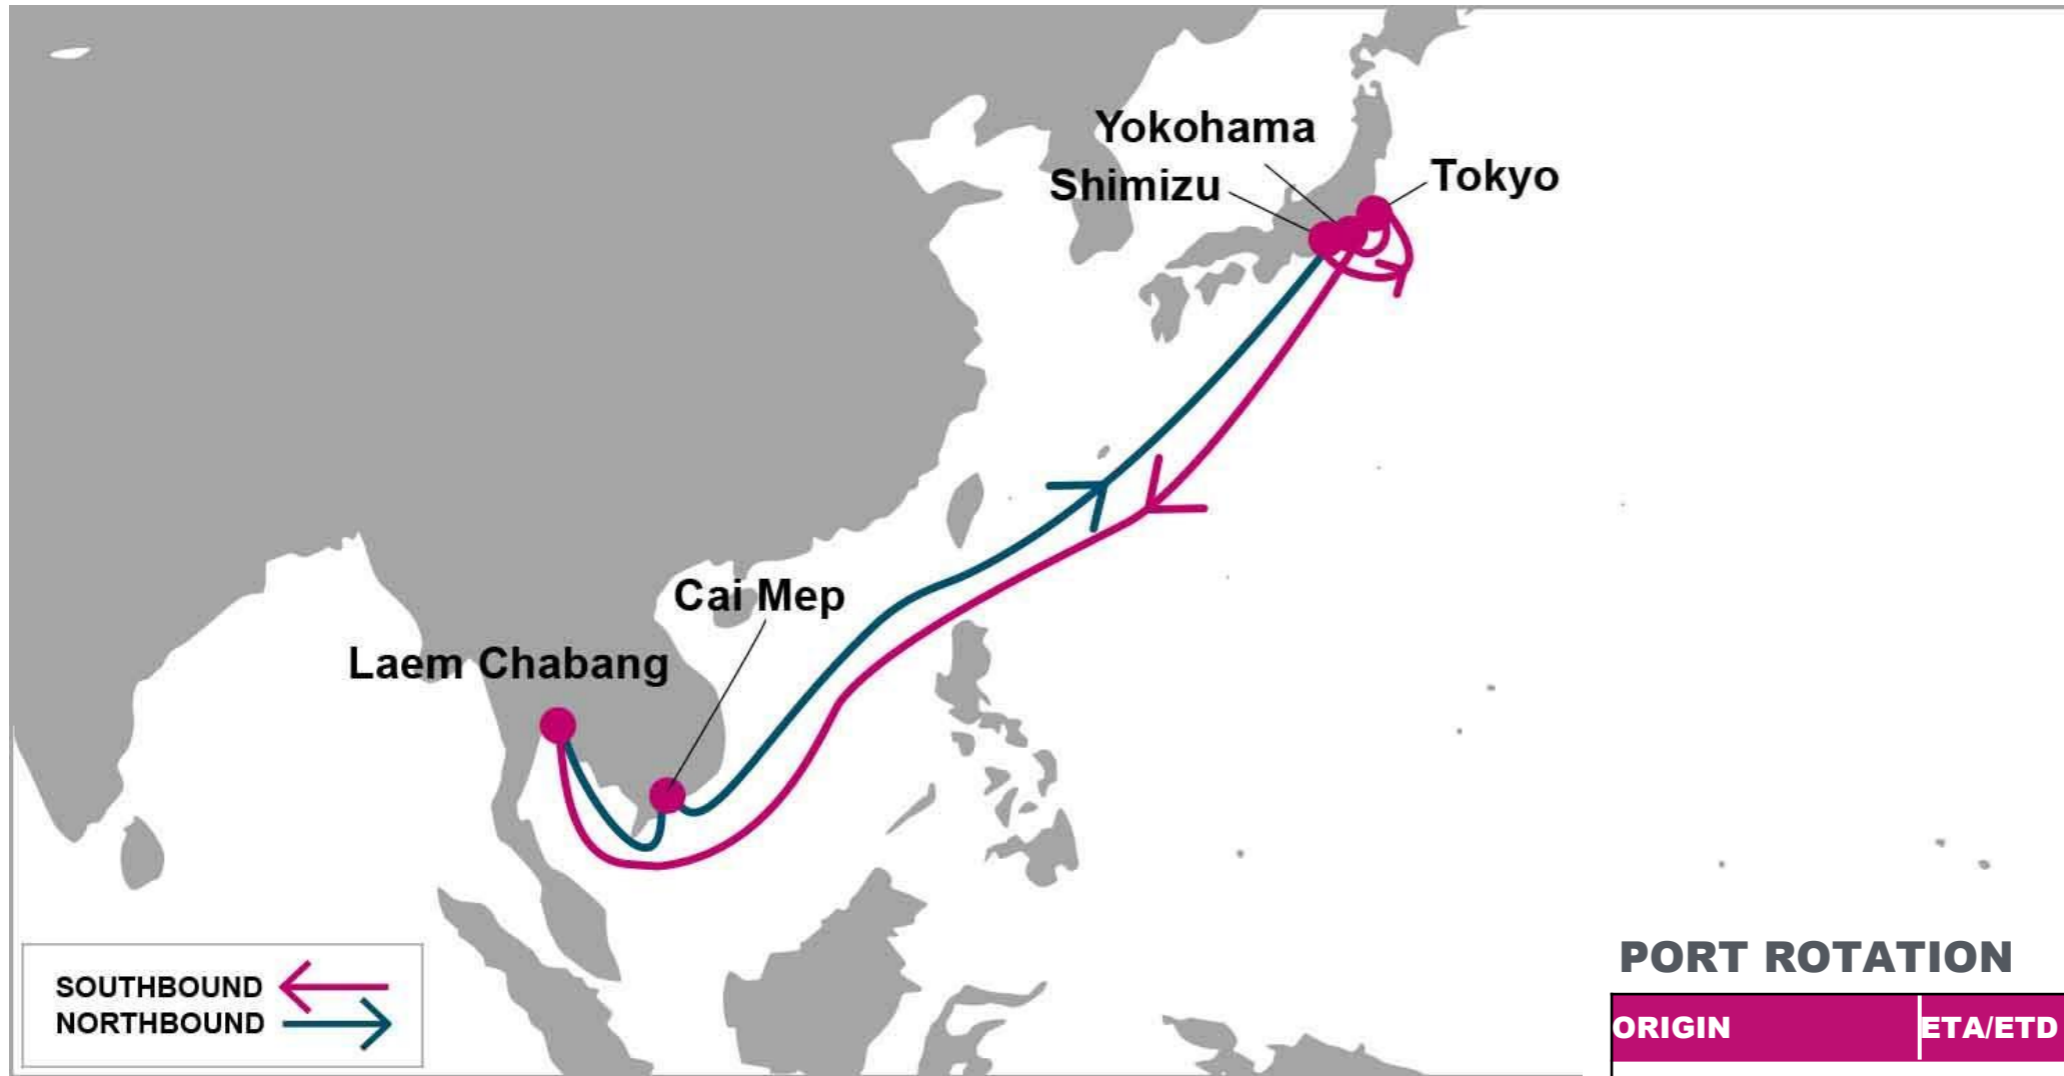 Yokohama
Shimizu
Tokyo
Cai Mep
Laem Chabang
SOUTHBOUND
NORTHBOUND
PORT ROTATION
ORIGIN ETA/ETD